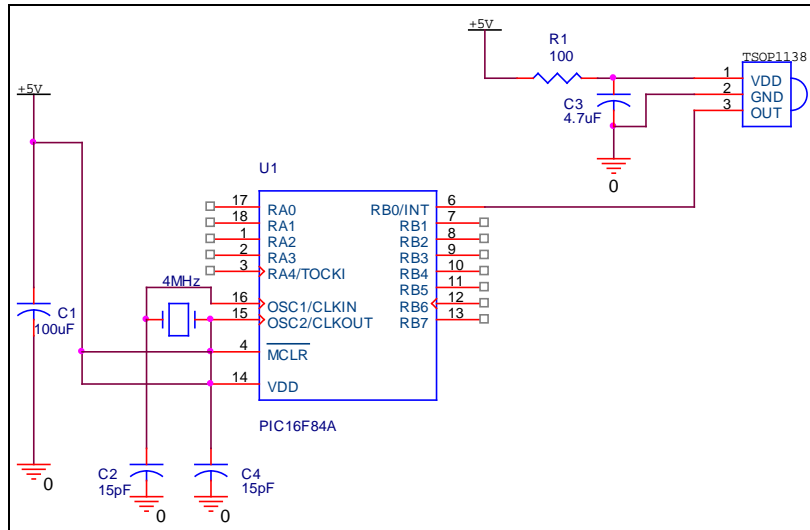 +5V
R1
100
TSOP1138
1 VDD
2 GND
3 OUT
C3
4.7uF
0
+5V
U1
17 RA0
18 RA1
1 RA2
2 RA3
3 RA4/TOCKI
4MHz
16 OSC1/CLKIN
15 OSC2/CLKOUT
4 MCLR
14 VDD
RB0/INT 6
RB1 7
RB2 8
RB3 9
RB4 10
RB5 11
RB6 12
RB7 13
PIC16F84A
C1
100uF
0
C2
15pF
0
C4
15pF
0